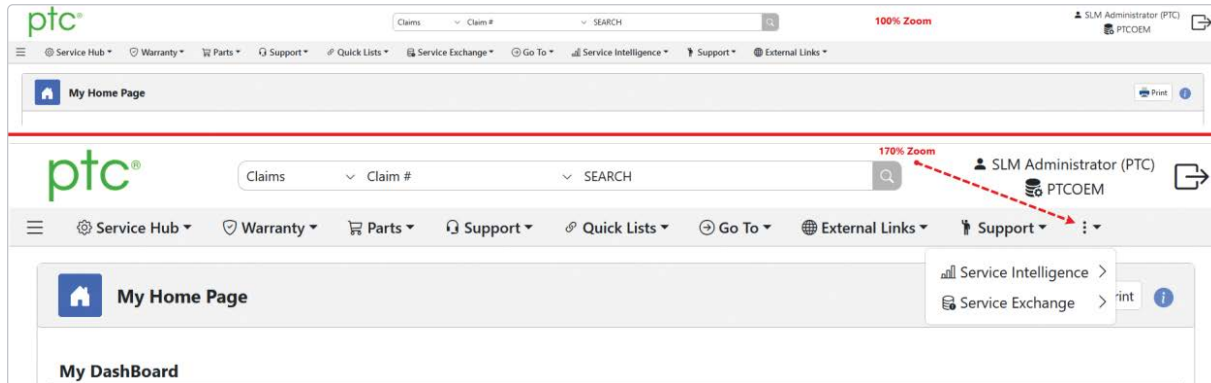 ptc®
Claims Claim # SEARCH
100% Zoom
SLM Administrator (PTC)
PTCOEM
Service Hub Warranty Parts Support Quick Lists Service Exchange Go To Service Intelligence Support External Links
My Home Page
Print
170% Zoom
ptc®
Claims Claim # SEARCH
SLM Administrator (PTC)
PTCOEM
Service Hub Warranty Parts Support Quick Lists Go To External Links Support
Service Intelligence
Service Exchange
My Home Page
rint
My DashBoard